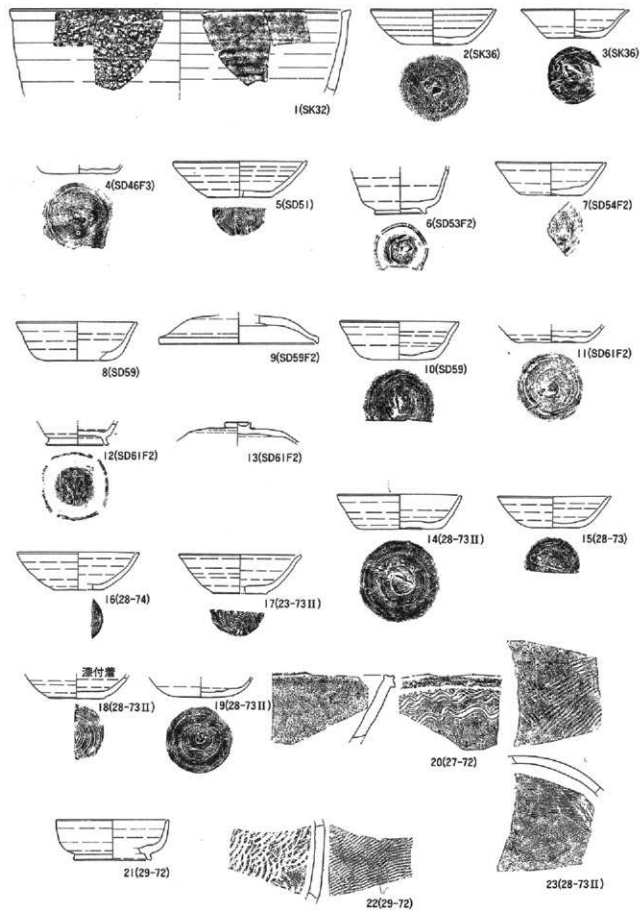 1(SK32)
2(SK36)
3(SK36)
4(SD46F3)
5(SD51)
6(SD53F2)
7(SD54F2)
8(SD59)
9(SD59F2)
10(SD59)
11(SD61F2)
12(SD61F2)
13(SD61F2)
14(28-73Ⅱ)
15(28-73)
16(28-74)
17(23-73Ⅱ)
漆付着
18(28-73Ⅱ)
19(28-73Ⅱ)
20(27-72)
21(29-72)
22(29-72)
23(28-73Ⅱ)